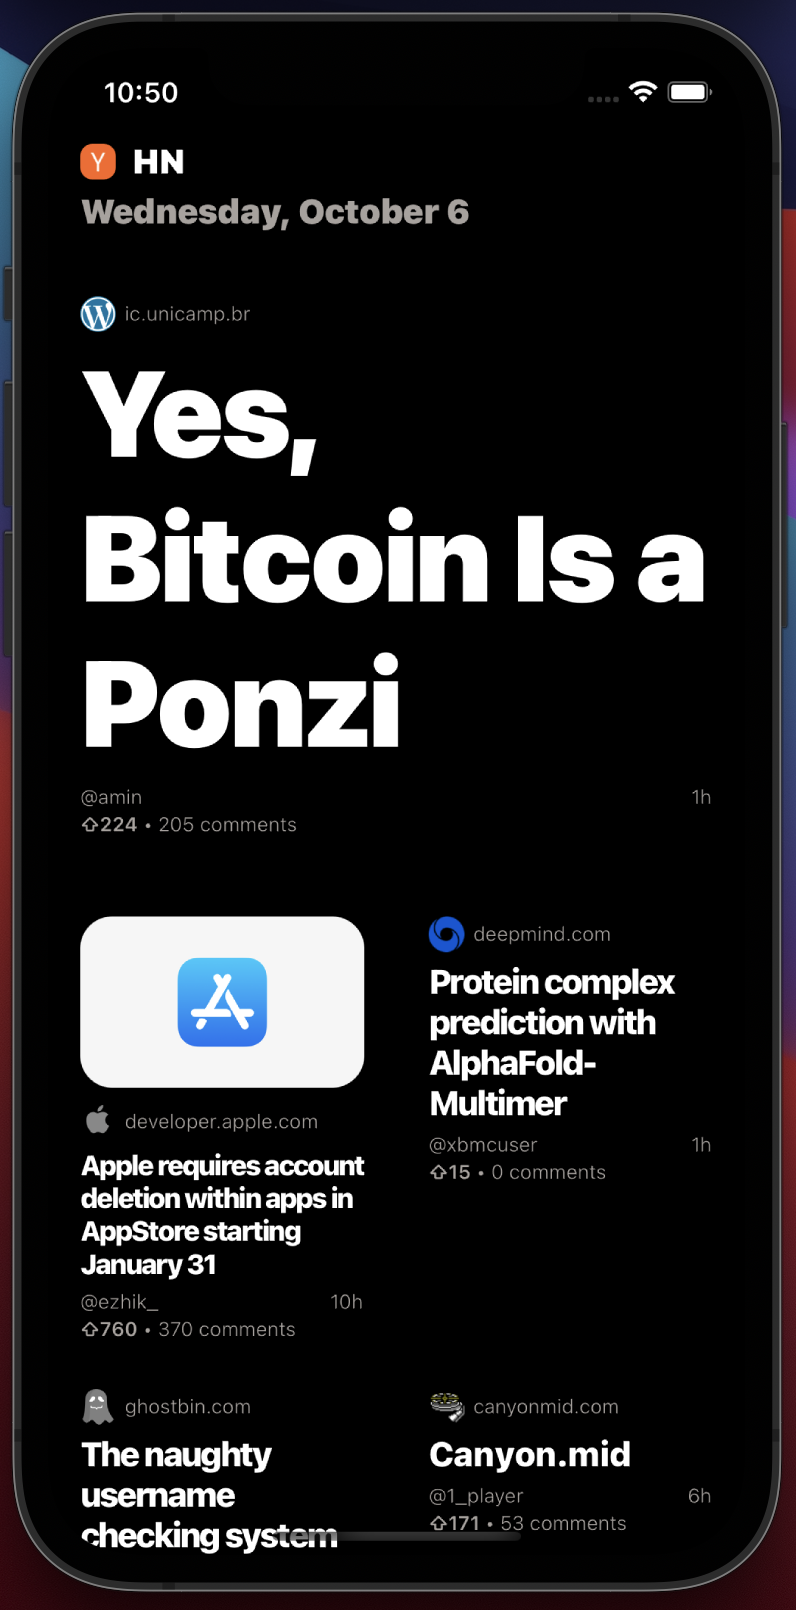 10:50
Y HN
Wednesday, October 6
ic.unicamp.br
Yes,
Bitcoin Is a
Ponzi
@amin 1h
224 • 205 comments
developer.apple.com
Apple requires account
deletion within apps in
AppStore starting
January 31
@ezhik_ 10h
760 • 370 comments
deepmind.com
Protein complex
prediction with
AlphaFold-
Multimer
@xbmcuser 1h
15 • 0 comments
ghostbin.com
The naughty
username
checking system
canyonmid.com
Canyon.mid
@1_player 6h
171 • 53 comments